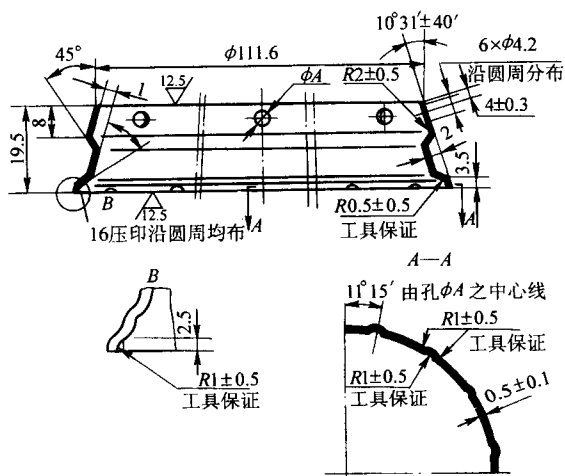 10°31′±40′
45°
ϕ111.6
6×ϕ4.2
沿圆周分布
1
12.5
ϕA
R2±0.5
4±0.3
8
19.5
2
3.5
B
12.5
A
A
R0.5±0.5
工具保证
16压印沿圆周均布
A—A
B
11°15′由孔ϕA之中心线
2.5
R1±0.5
R1±0.5
工具保证
R1±0.5
工具保证
0.5±0.1